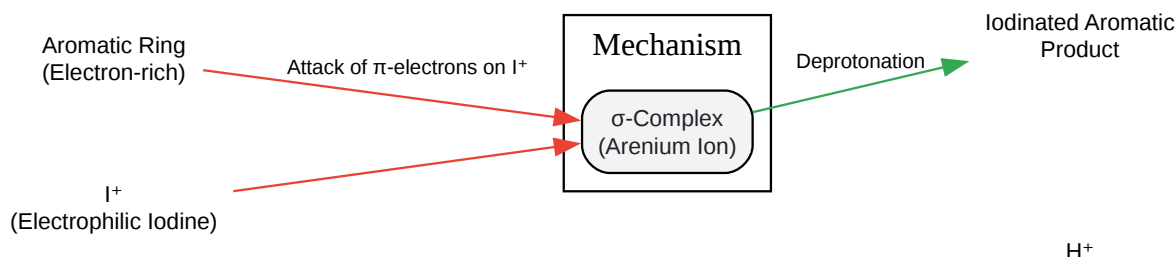 Aromatic Ring
(Electron-rich)
Attack of π-electrons on I⁺
I⁺
(Electrophilic Iodine)
Mechanism
σ-Complex
(Arenium Ion)
Deprotonation
Iodinated Aromatic
Product
H⁺